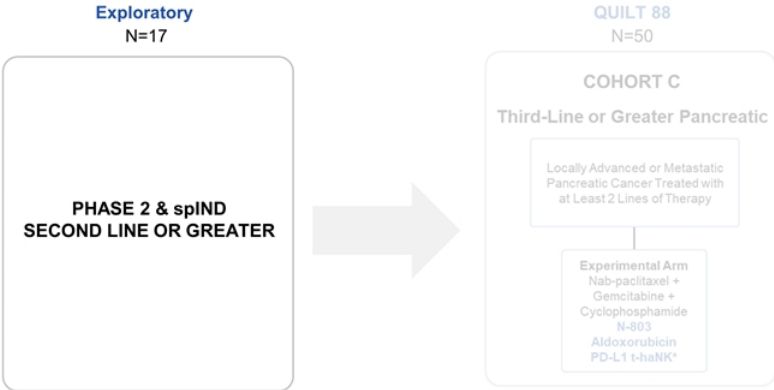 Exploratory
N=17
PHASE 2 & spIND
SECOND LINE OR GREATER
QUILT 88
N=50
COHORT C
Third-Line or Greater Pancreatic
Locally Advanced or Metastatic
Pancreatic Cancer Treated with
at Least 2 Lines of Therapy
Experimental Arm
Nab-paclitaxel +
Gemcitabine +
Cyclophosphamide
N-803
Aldoxorubicin
PD-L1 t-haNK*